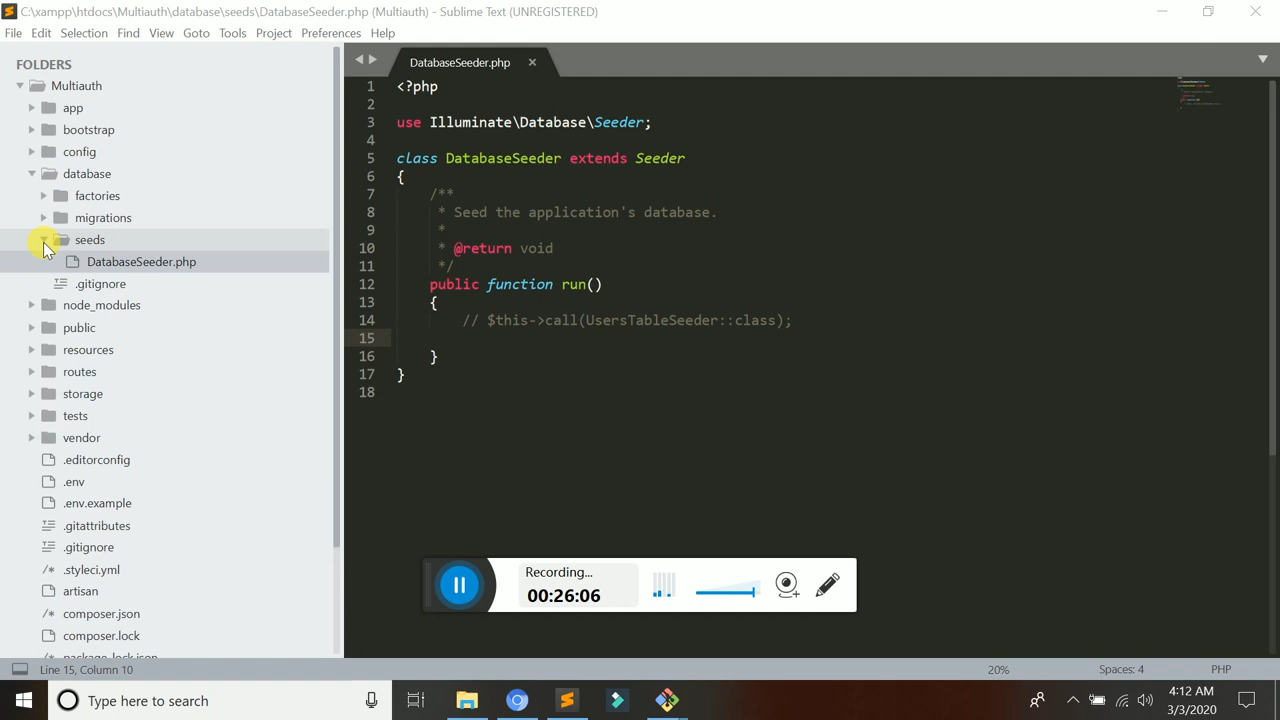 C:\xampp\htdocs\Multiauth\database\seeds\DatabaseSeeder.php (Multiauth) - Sublime Text (UNREGISTERED)
File Edit Selection Find View Goto Tools Project Preferences Help
FOLDERS
Multiauth
app
bootstrap
config
database
factories
migrations
seeds
DatabaseSeeder.php
.gitignore
node_modules
public
resources
routes
storage
tests
vendor
.editorconfig
.env
.env.example
.gitattributes
.gitignore
/* .styleci.yml
artisan
/* composer.json
composer.lock
/* package-lock.json
DatabaseSeeder.php
1 <?php
2
3 use Illuminate\Database\Seeder;
4
5 class DatabaseSeeder extends Seeder
6 {
7 /**
8 * Seed the application's database.
9 *
10 * @return void
11 */
12 public function run()
13 {
14 // $this->call(UsersTableSeeder::class);
15
16 }
17 }
18
Recording...
00:26:06
Line 15, Column 10
20%
Spaces: 4
PHP
Type here to search
4:12 AM
3/3/2020